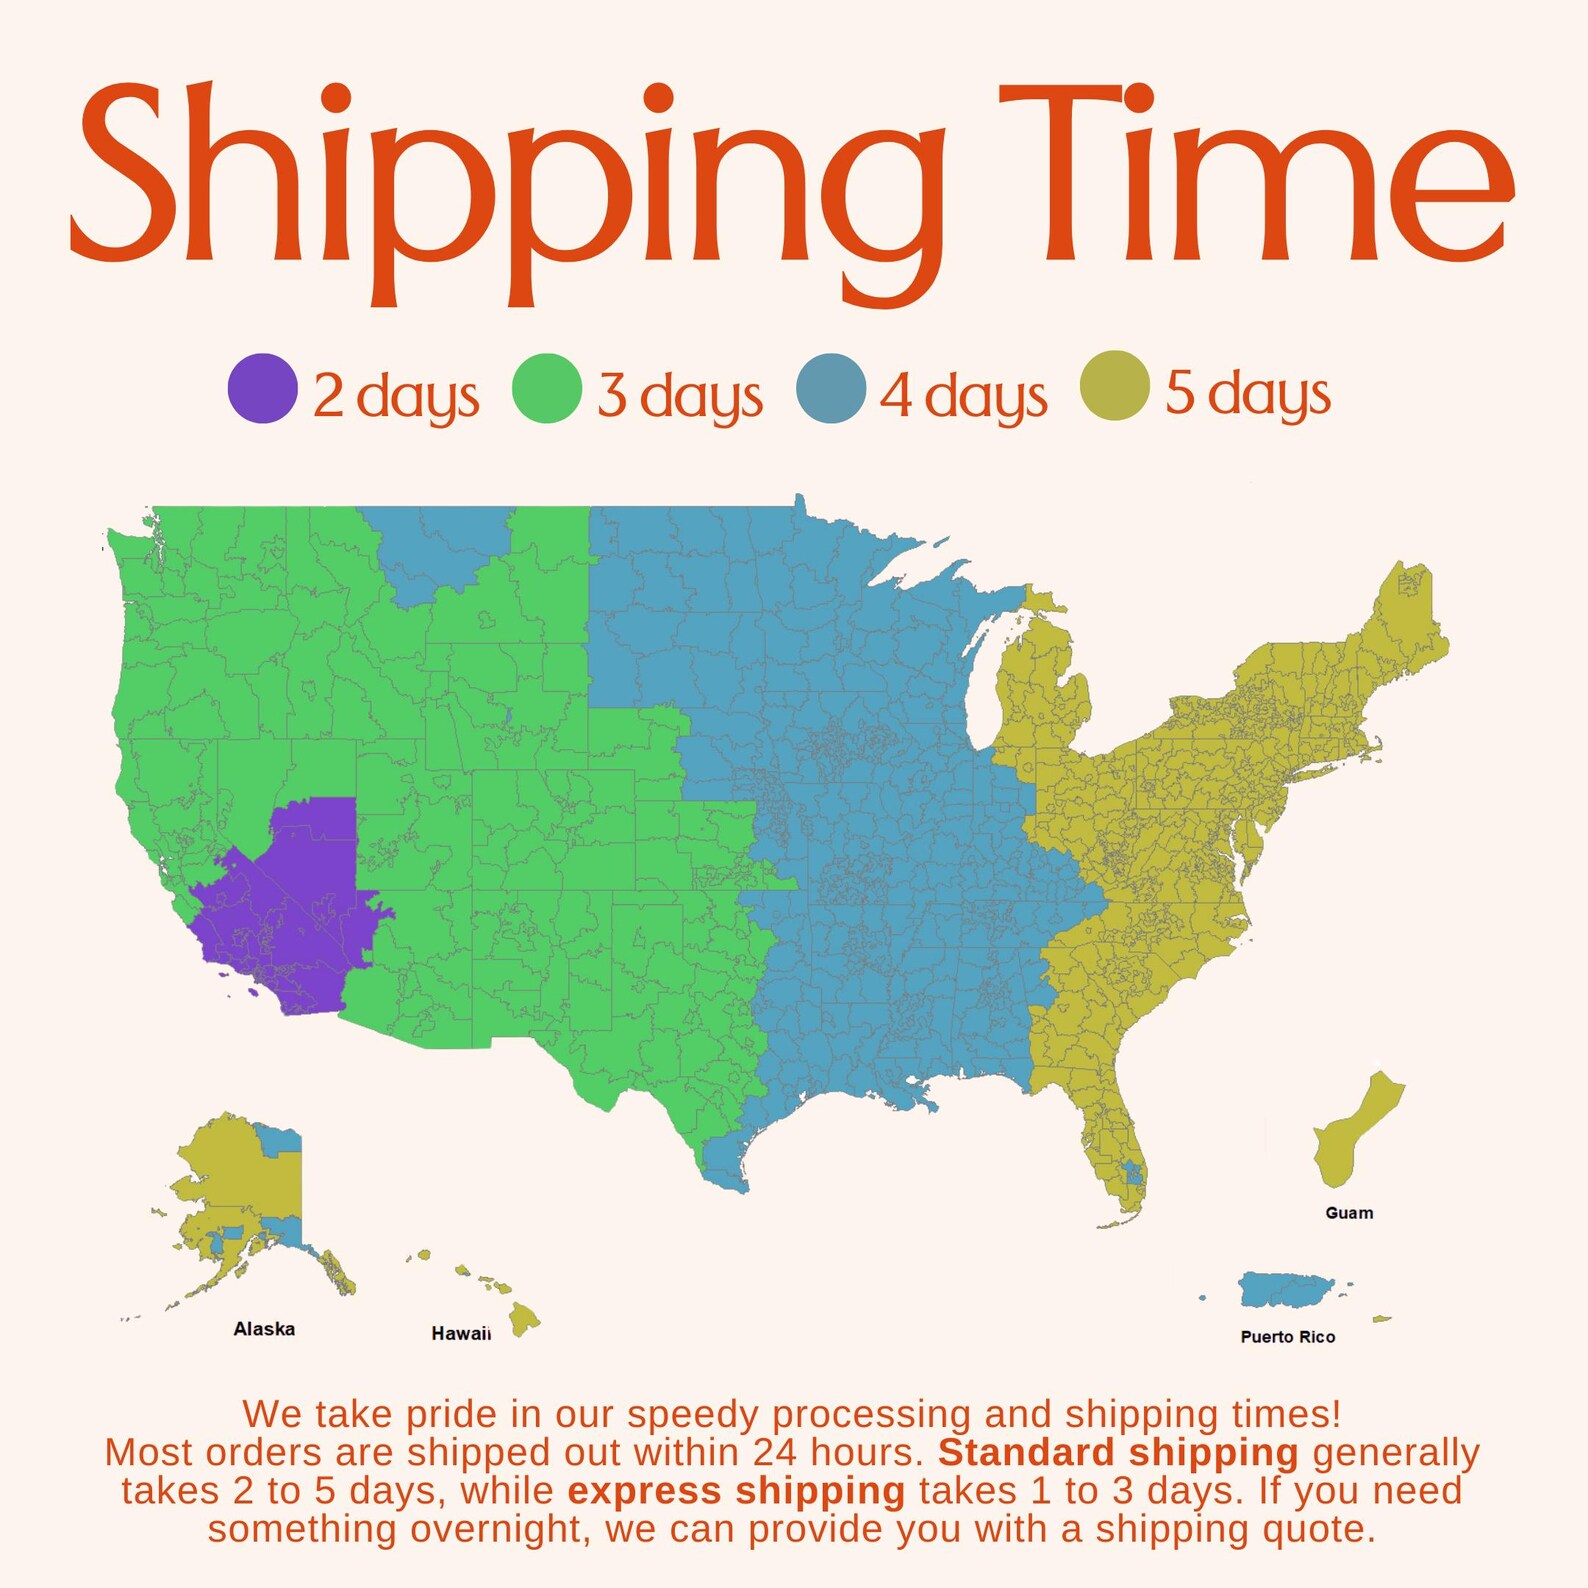 Shipping Time
2 days 3 days 4 days 5 days
Guam
Alaska
Hawaii
Puerto Rico
We take pride in our speedy processing and shipping times!
Most orders are shipped out within 24 hours. Standard shipping generally
takes 2 to 5 days, while express shipping takes 1 to 3 days. If you need
something overnight, we can provide you with a shipping quote.